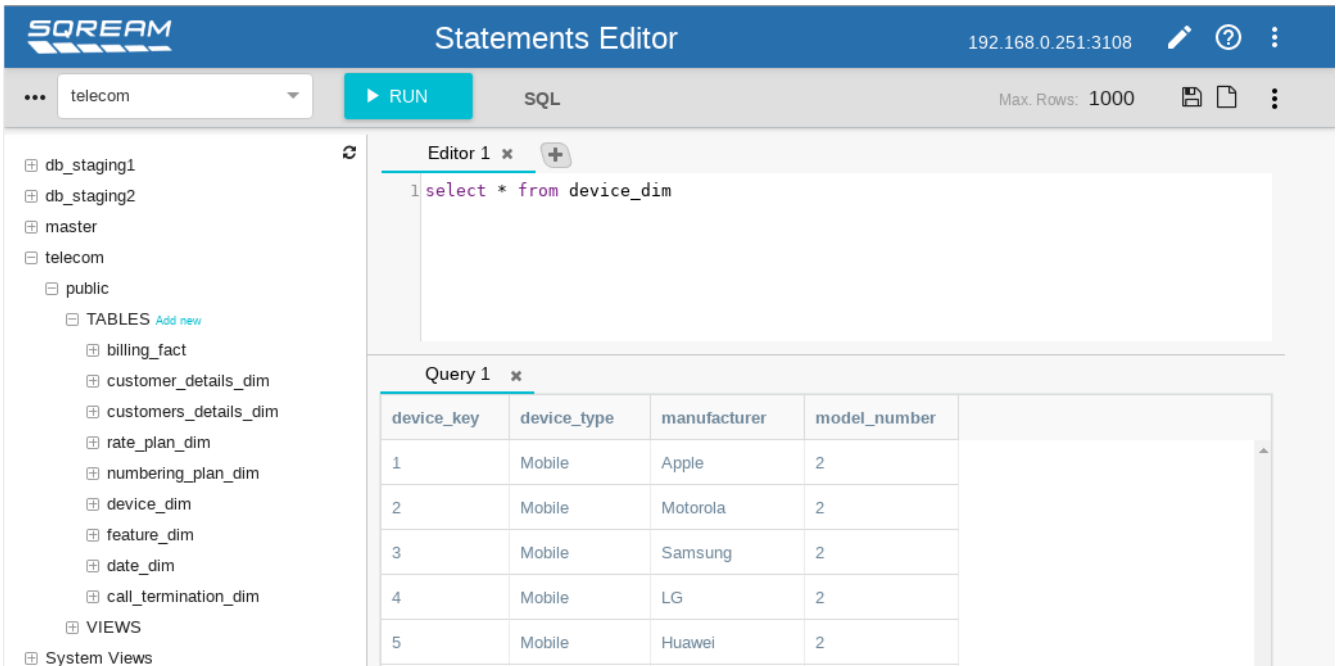 SQREAM Statements Editor 192.168.0.251:3108
telecom RUN SQL Max. Rows: 1000
db_staging1
db_staging2
master
telecom
public
TABLES Add new
billing_fact
customer_details_dim
customers_details_dim
rate_plan_dim
numbering_plan_dim
device_dim
feature_dim
date_dim
call_termination_dim
VIEWS
System Views
Editor 1
1 select * from device_dim
Query 1
device_key device_type manufacturer model_number
1 Mobile Apple 2
2 Mobile Motorola 2
3 Mobile Samsung 2
4 Mobile LG 2
5 Mobile Huawei 2